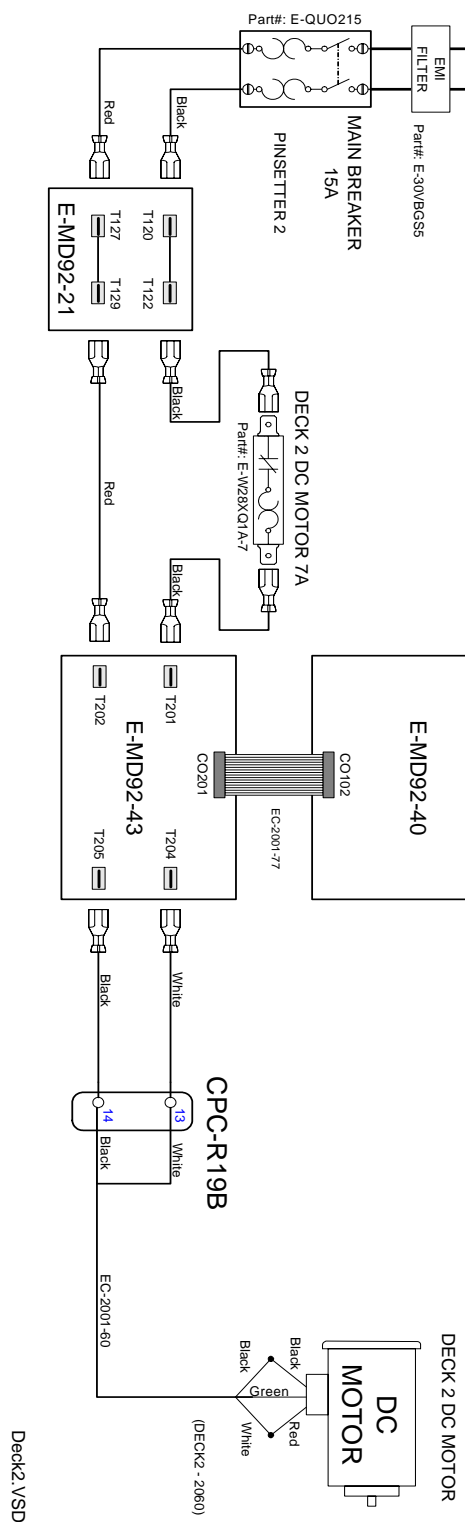 Part#: E-QUO215
EMI
FILTER
Part#: E-30VBGS5
MAIN BREAKER
15A
PINSETTER 2
Red
Black
E-MD92-21
T127
T120
T129
T122
Black
Red
DECK 2 DC MOTOR 7A
Part#: E-W28XQ1A-7
Black
E-MD92-43
T202
T201
T205
T204
CO201
CO102
EC-2001-77
E-MD92-40
Black
White
CPC-R19B
14
13
Black
White
EC-2001-60
DECK 2 DC MOTOR
DC
MOTOR
Black
Black
Green
Red
White
(DECK2 - 2060)
Deck2.VSD